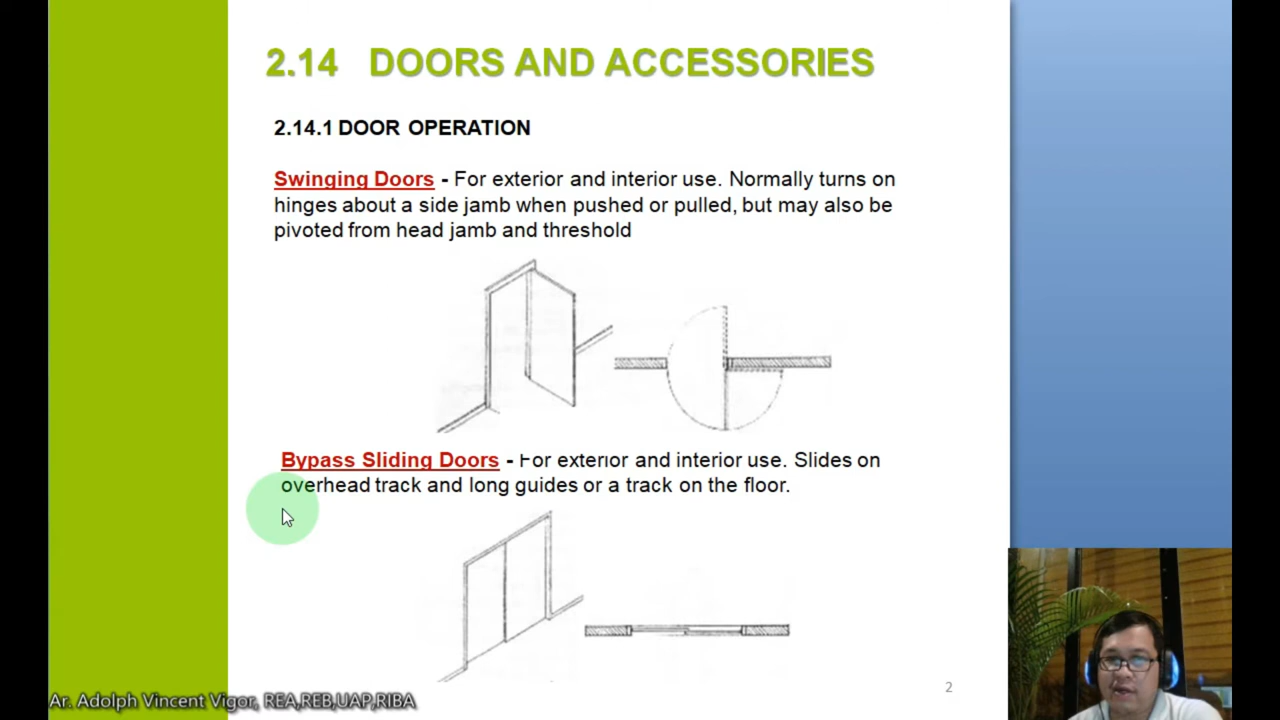 2.14 DOORS AND ACCESSORIES
2.14.1 DOOR OPERATION
Swinging Doors - For exterior and interior use. Normally turns on
hinges about a side jamb when pushed or pulled, but may also be
pivoted from head jamb and threshold
Bypass Sliding Doors - For exterior and interior use. Slides on
overhead track and long guides or a track on the floor.
2
Ar. Adolph Vincent Vigor, REA,REB,UAP,RIBA